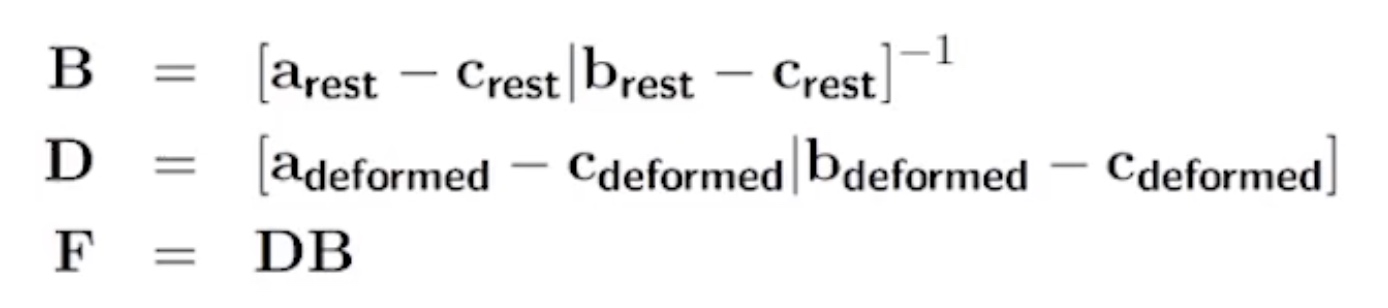 B = [a_rest − c_rest|b_rest − c_rest]^−1
D = [a_deformed − c_deformed|b_deformed − c_deformed]
F = DB